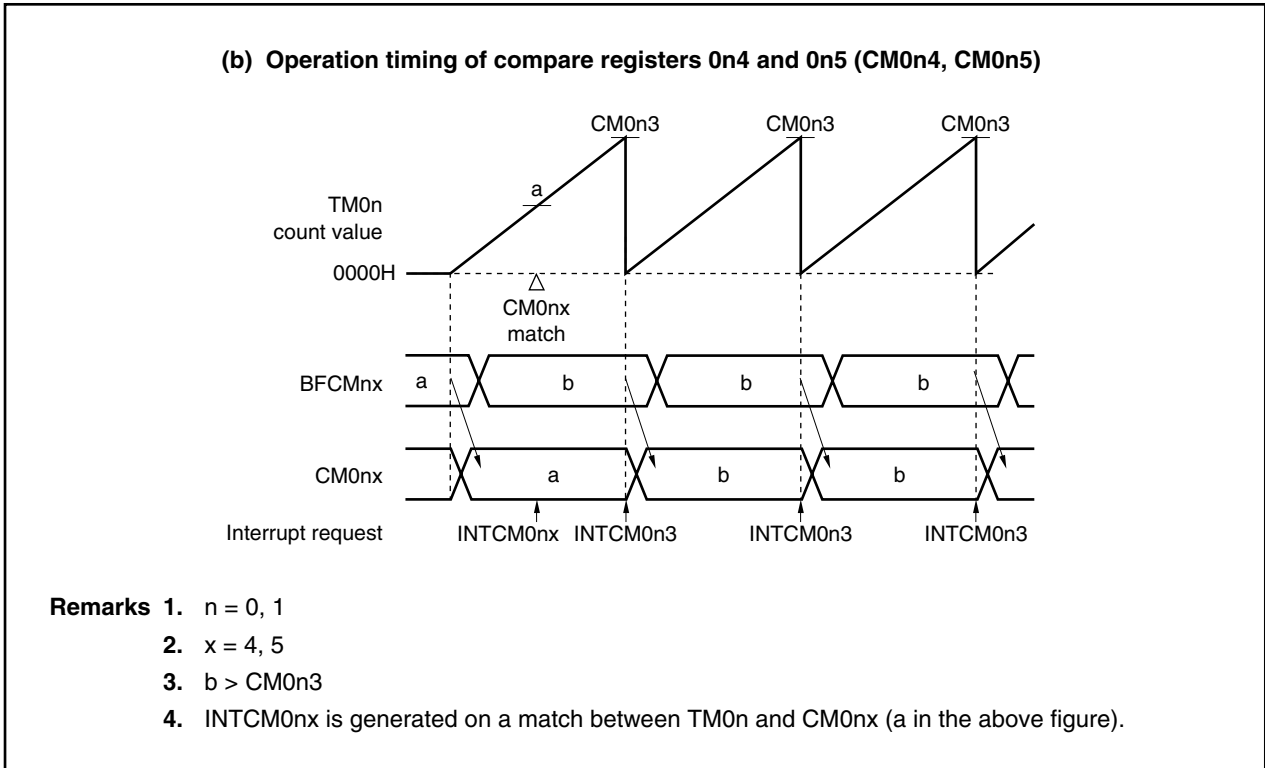 (b) Operation timing of compare registers 0n4 and 0n5 (CM0n4, CM0n5)
CM0n3 CM0n3 CM0n3
a
TM0n
count value
0000H
CM0nx
match
BFCMnx a b b b
CM0nx a b b
Interrupt request INTCM0nx INTCM0n3 INTCM0n3 INTCM0n3
Remarks 1. n = 0, 1
2. x = 4, 5
3. b > CM0n3
4. INTCM0nx is generated on a match between TM0n and CM0nx (a in the above figure).